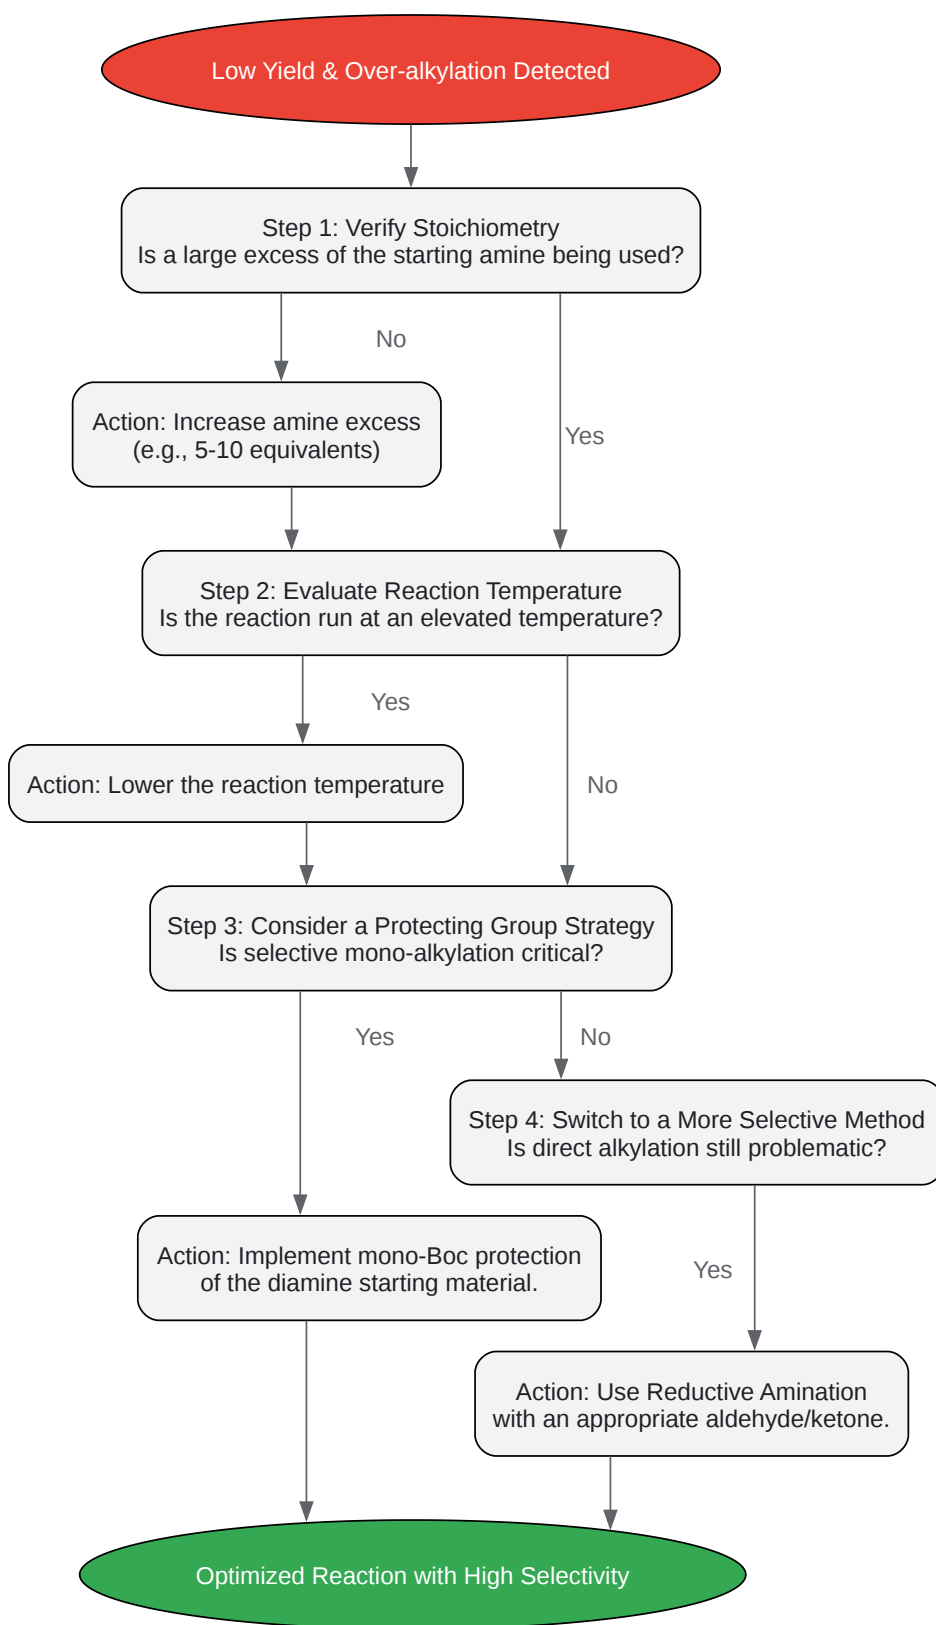 Low Yield & Over-alkylation Detected
Step 1: Verify Stoichiometry
Is a large excess of the starting amine being used?
No
Action: Increase amine excess
(e.g., 5-10 equivalents)
Yes
Step 2: Evaluate Reaction Temperature
Is the reaction run at an elevated temperature?
Yes
Action: Lower the reaction temperature
No
Step 3: Consider a Protecting Group Strategy
Is selective mono-alkylation critical?
Yes
No
Step 4: Switch to a More Selective Method
Is direct alkylation still problematic?
Action: Implement mono-Boc protection
of the diamine starting material.
Yes
Action: Use Reductive Amination
with an appropriate aldehyde/ketone.
Optimized Reaction with High Selectivity